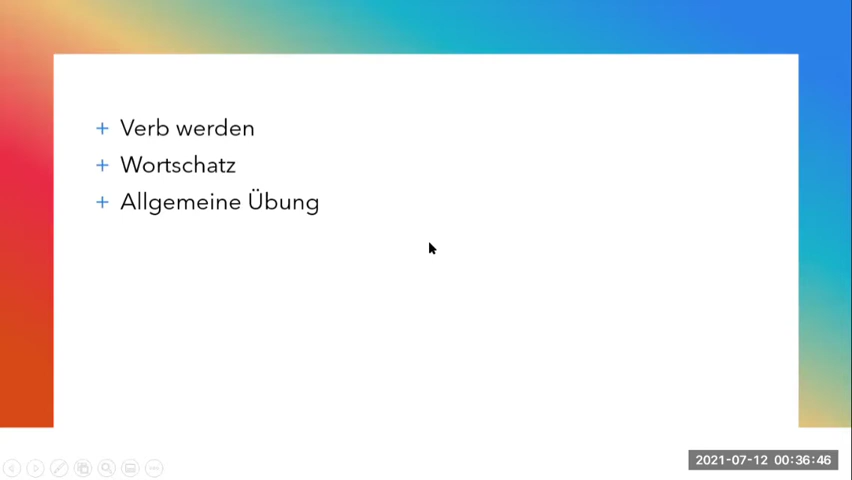 + Verb werden
+ Wortschatz
+ Allgemeine Übung
2021-07-12 00:36:46